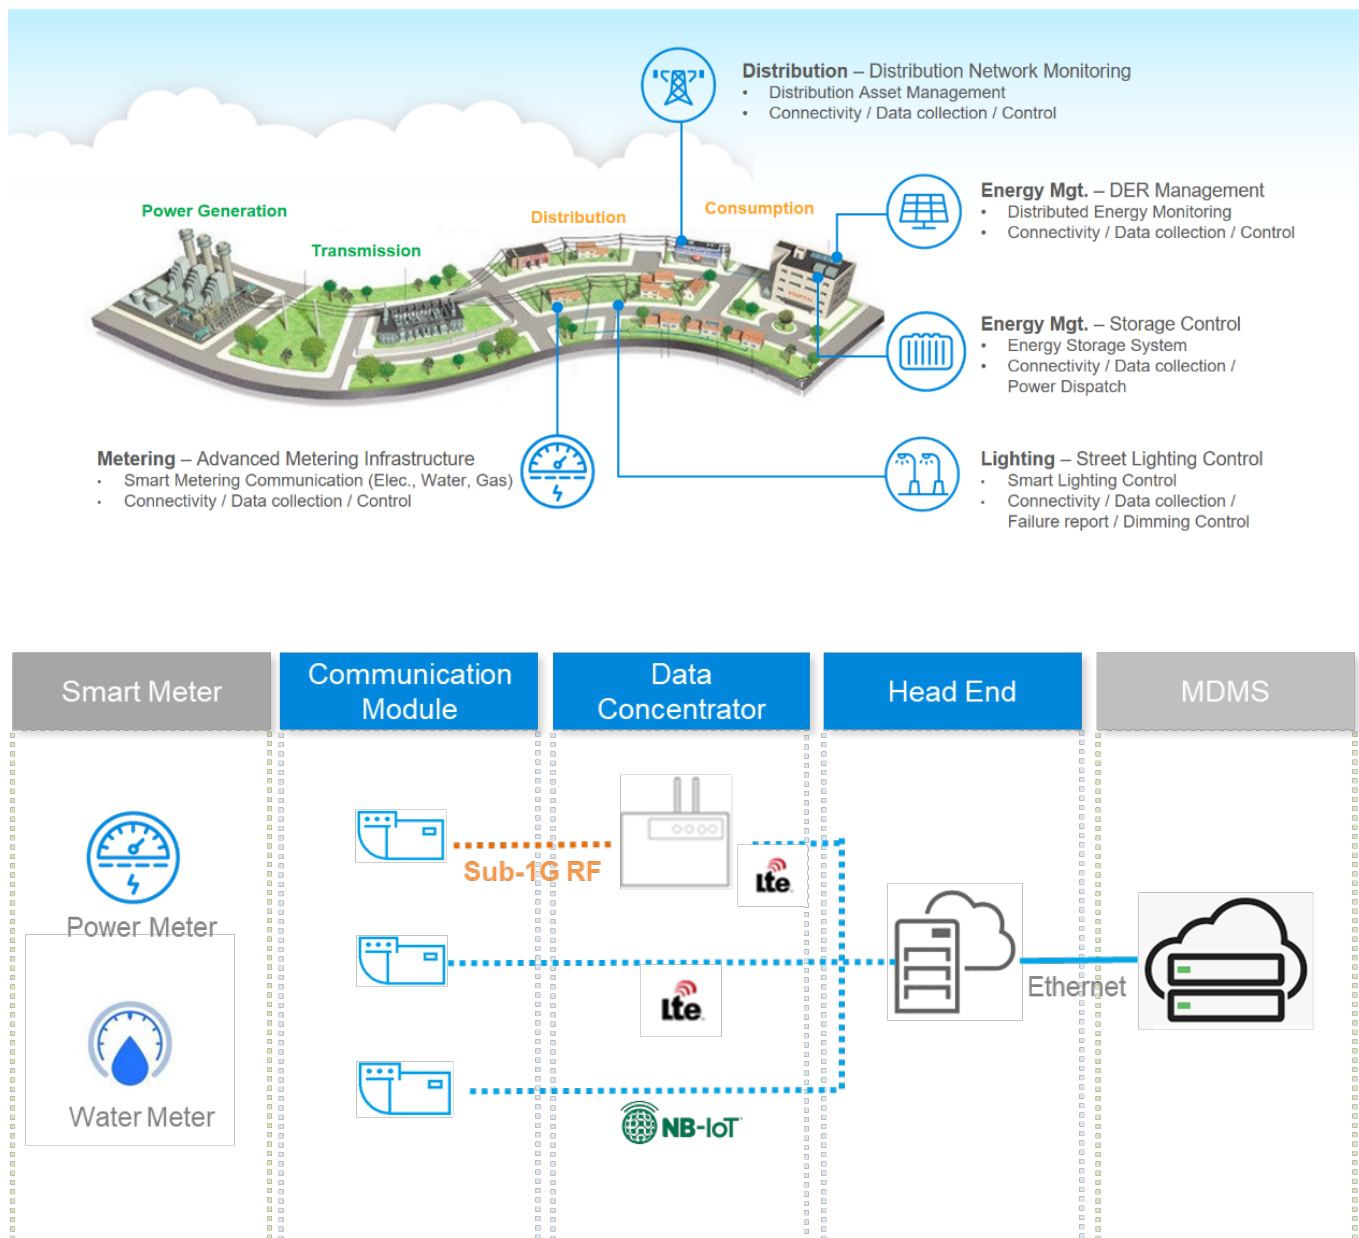 Distribution – Distribution Network Monitoring
• Distribution Asset Management
• Connectivity / Data collection / Control
Energy Mgt. – DER Management
• Distributed Energy Monitoring
• Connectivity / Data collection / Control
Power Generation
Transmission
Distribution
Consumption
Energy Mgt. – Storage Control
• Energy Storage System
• Connectivity / Data collection /
Power Dispatch
Metering – Advanced Metering Infrastructure
• Smart Metering Communication (Elec., Water, Gas)
• Connectivity / Data collection / Control
Lighting – Street Lighting Control
• Smart Lighting Control
• Connectivity / Data collection /
Failure report / Dimming Control
Smart Meter
Communication
Module
Data
Concentrator
Head End
MDMS
Power Meter
Water Meter
Sub-1G RF
Lte
Lte
NB-IoT
Ethernet